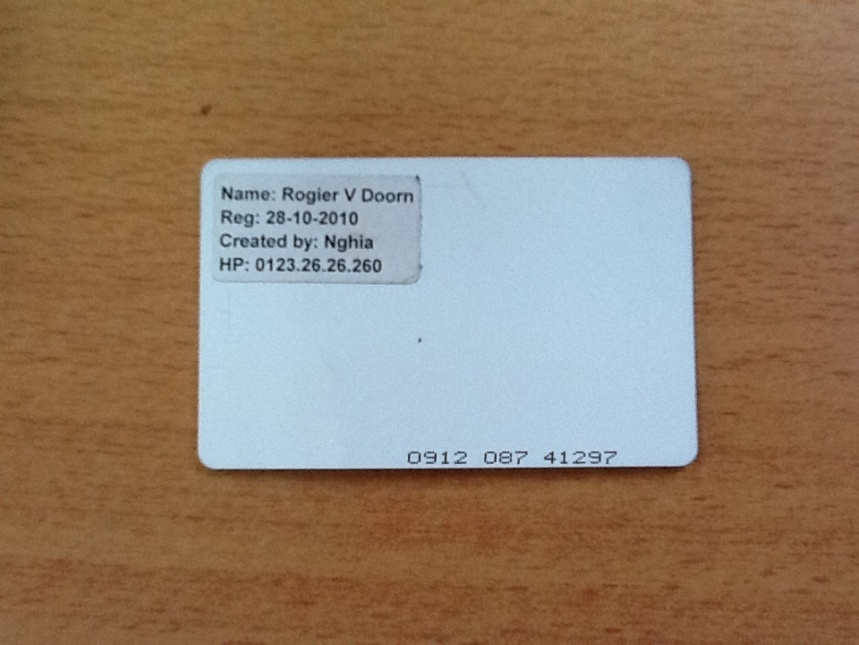 Name: Rogier V Doorn
Reg: 28-10-2010
Created by: Nghia
HP: 0123.26.26.260
0912 087 41297